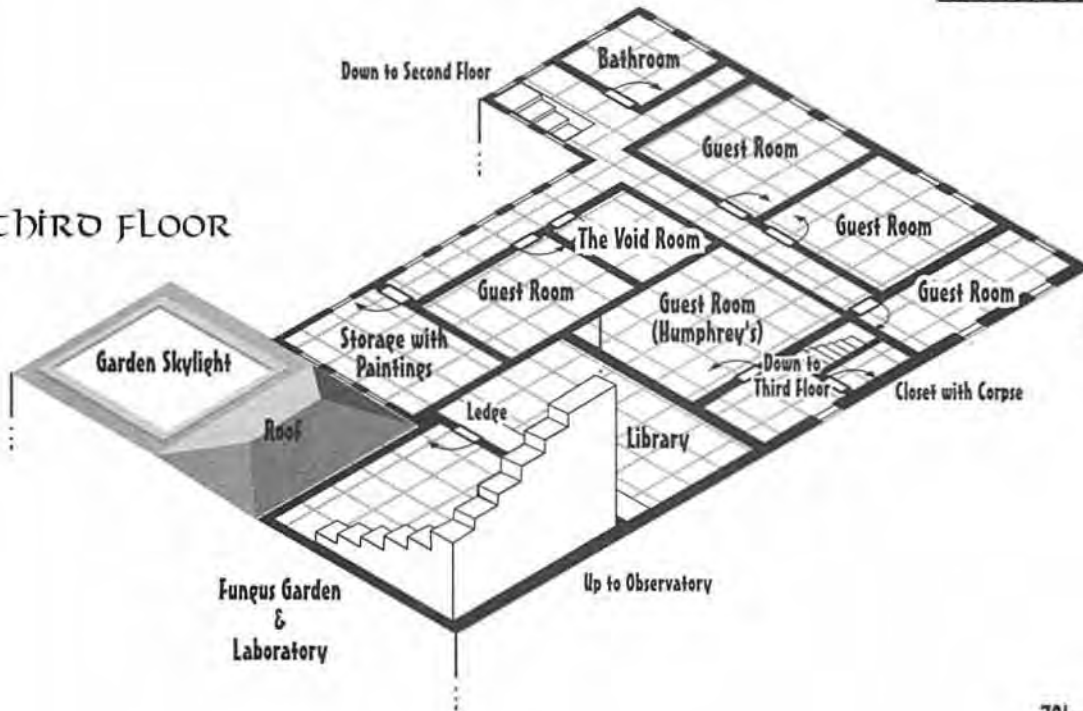 THIRD FLOOR
Down to Second Floor
Bathroom
Guest Room
Guest Room
Guest Room
The Void Room
Guest Room
Guest Room
(Humphrey's)
Storage with
Paintings
Garden Skylight
Roof
Ledge
Library
Down to
Third Floor
Closet with Corpse
Up to Observatory
Fungus Garden
&
Laboratory